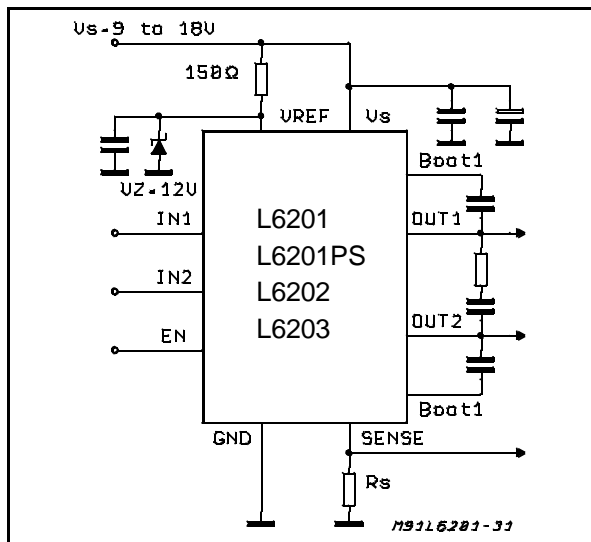 Vs=9 to 18V
150Ω
VREF
Vs
VZ=12V
Boot1
IN1
OUT1
L6201
L6201PS
L6202
L6203
IN2
OUT2
EN
Boot1
GND
SENSE
Rs
M91L6201-31